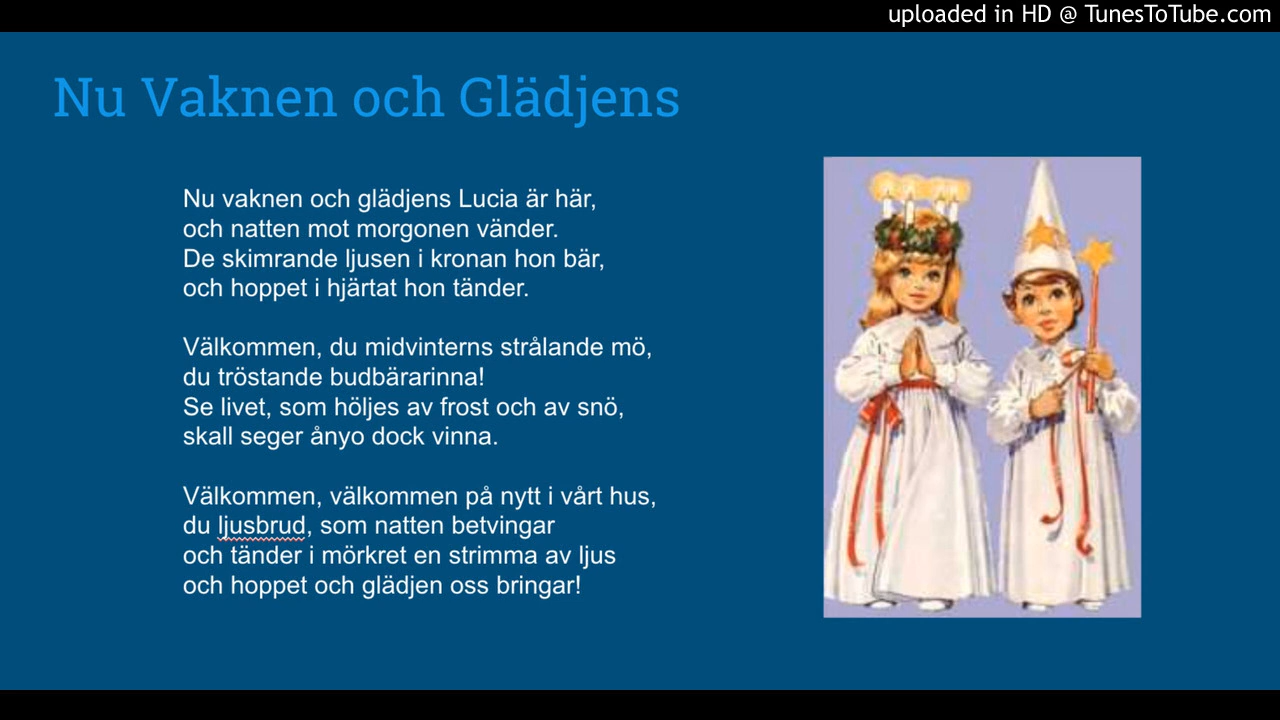 uploaded in HD @ TunesToTube.com
Nu Vaknen och Glädjens
Nu vaknen och glädjens Lucia är här,
och natten mot morgonen vänder.
De skimrande ljusen i kronan hon bär,
och hoppet i hjärtat hon tänder.
Välkommen, du midvinterns strålande mö,
du tröstande budbärarinna!
Se livet, som höljes av frost och av snö,
skall seger ånyo dock vinna.
Välkommen, välkommen på nytt i vårt hus,
du ljusbrud, som natten betvingar
och tänder i mörkret en strimma av ljus
och hoppet och glädjen oss bringar!